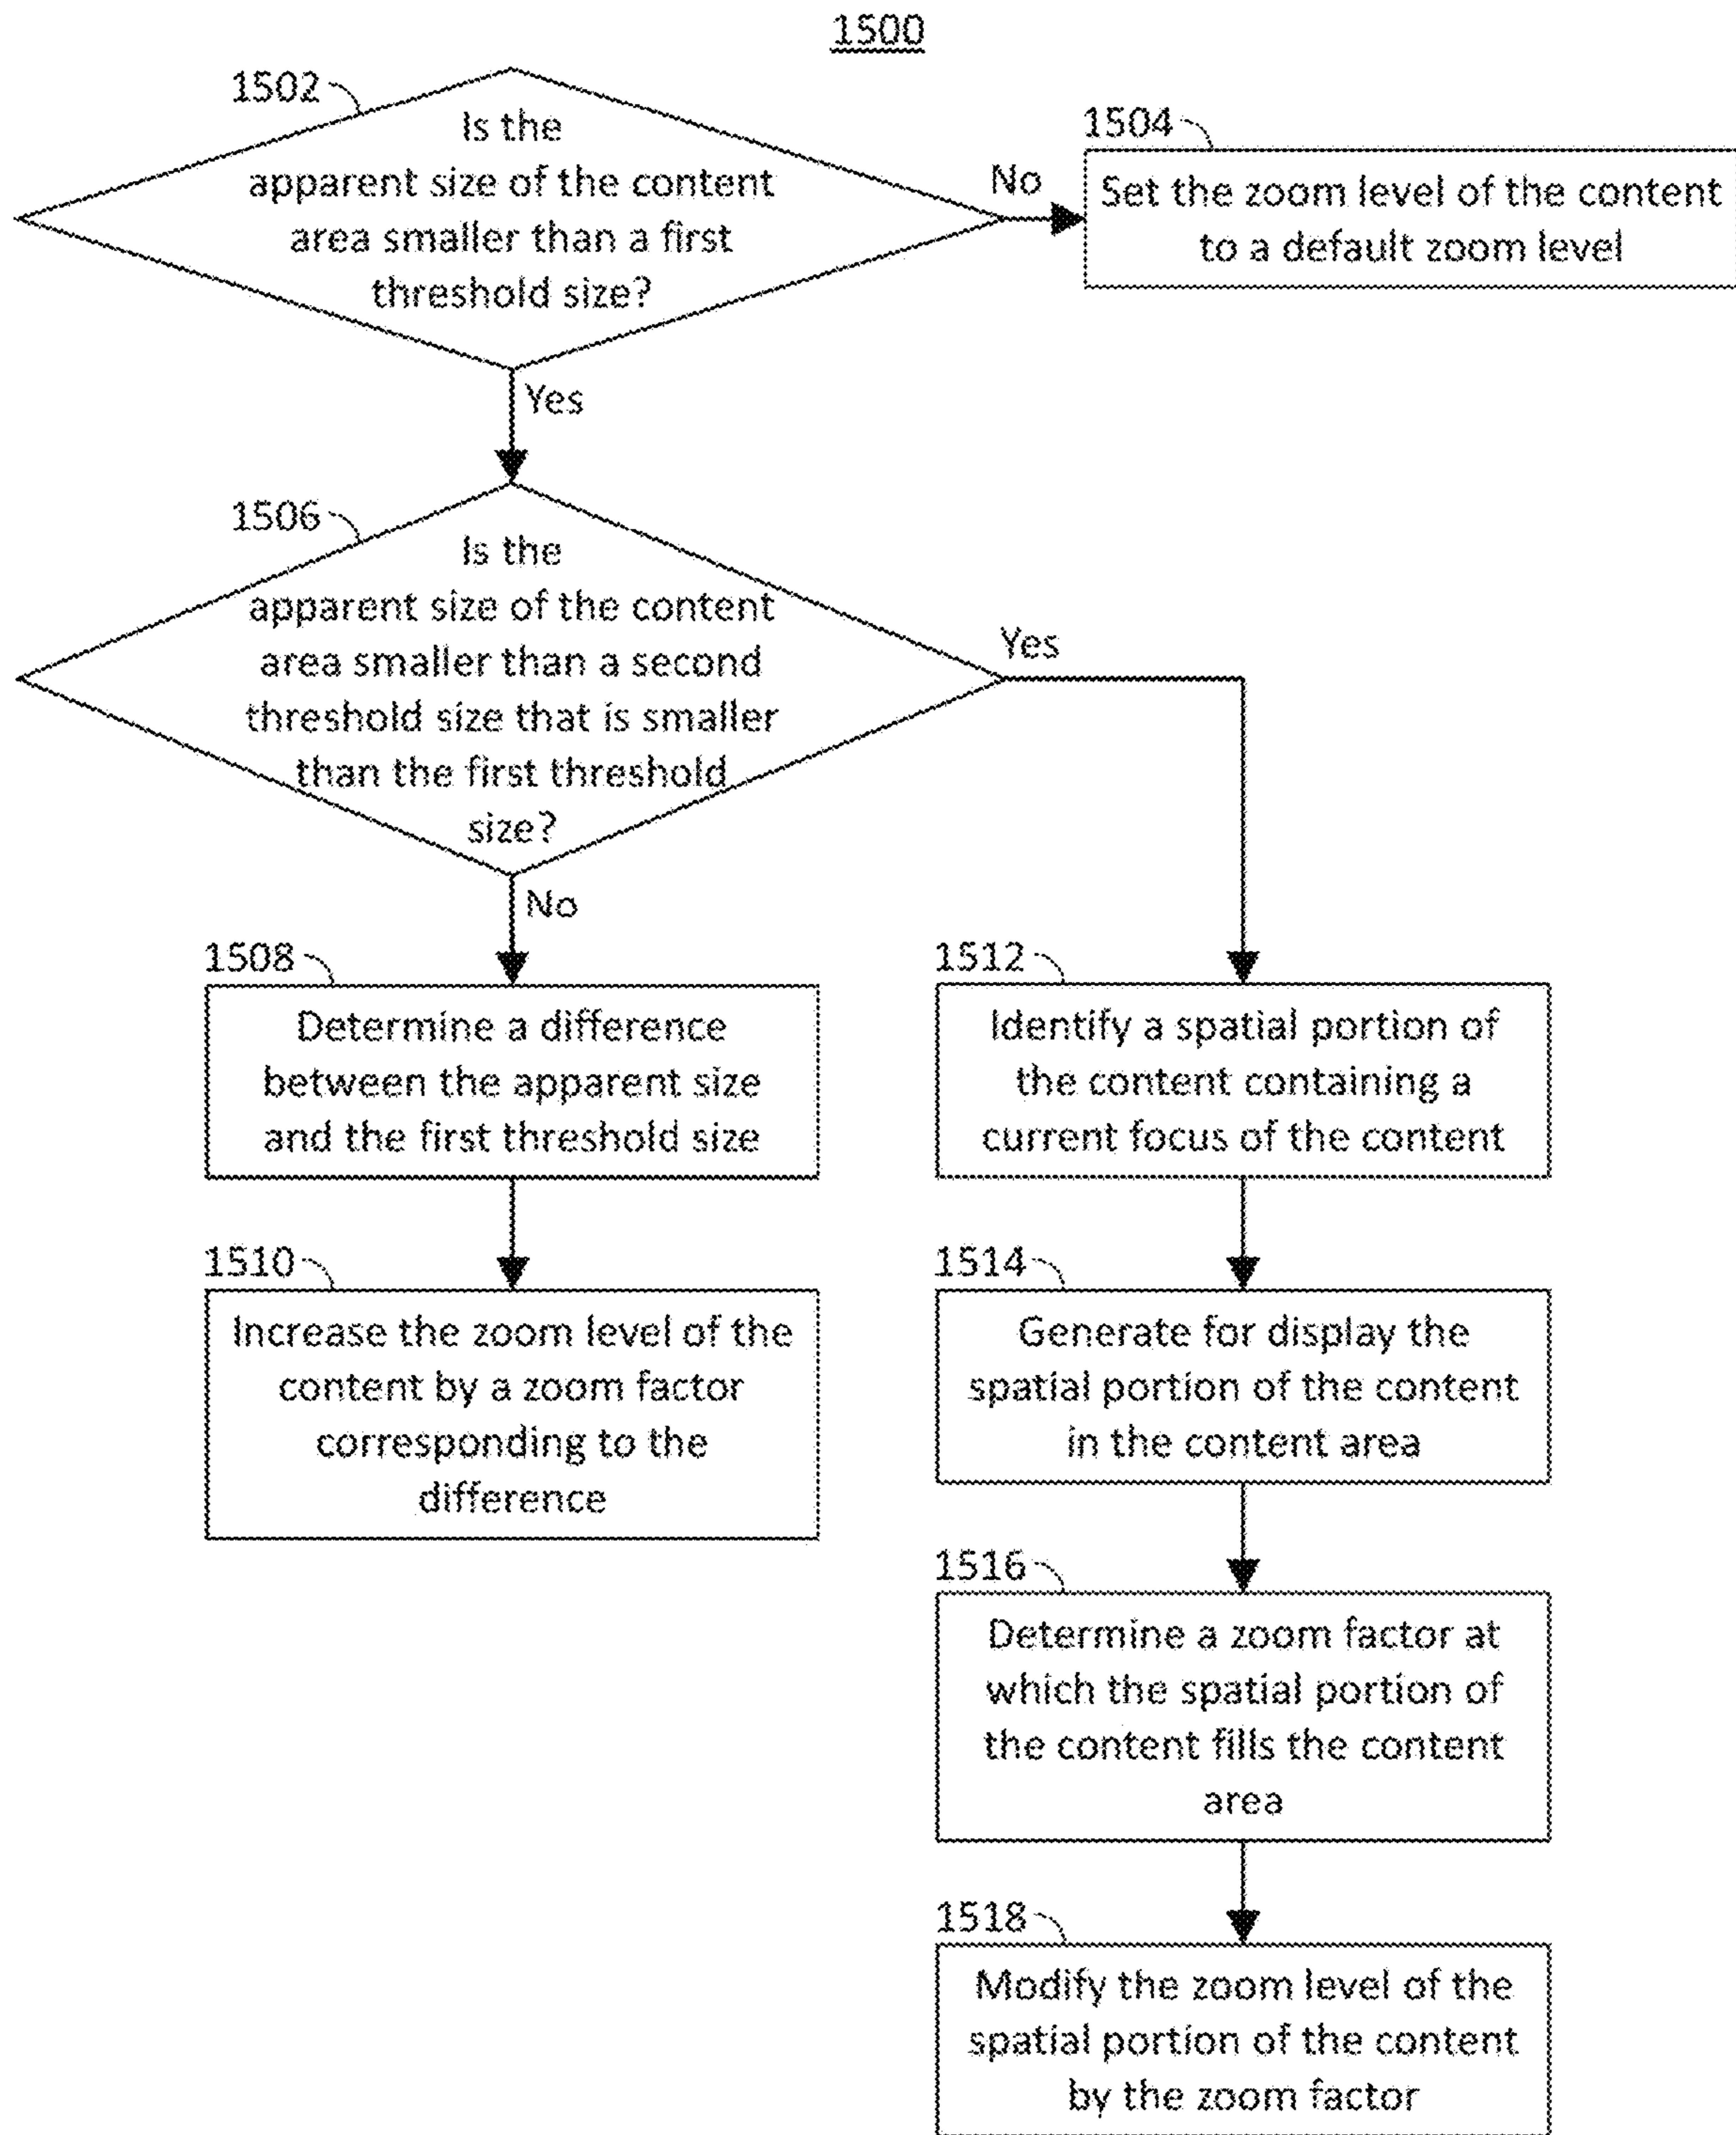 1500
1502
Is the
apparent size of the content
area smaller than a first
threshold size?
No
1504
Set the zoom level of the content
to a default zoom level
Yes
1506
Is the
apparent size of the content
area smaller than a second
threshold size that is smaller
than the first threshold
size?
Yes
No
1508
Determine a difference
between the apparent size
and the first threshold size
1510
Increase the zoom level of the
content by a zoom factor
corresponding to the
difference
1512
Identify a spatial portion of
the content containing a
current focus of the content
1514
Generate for display the
spatial portion of the content
in the content area
1516
Determine a zoom factor at
which the spatial portion of
the content fills the content
area
1518
Modify the zoom level of the
spatial portion of the content
by the zoom factor